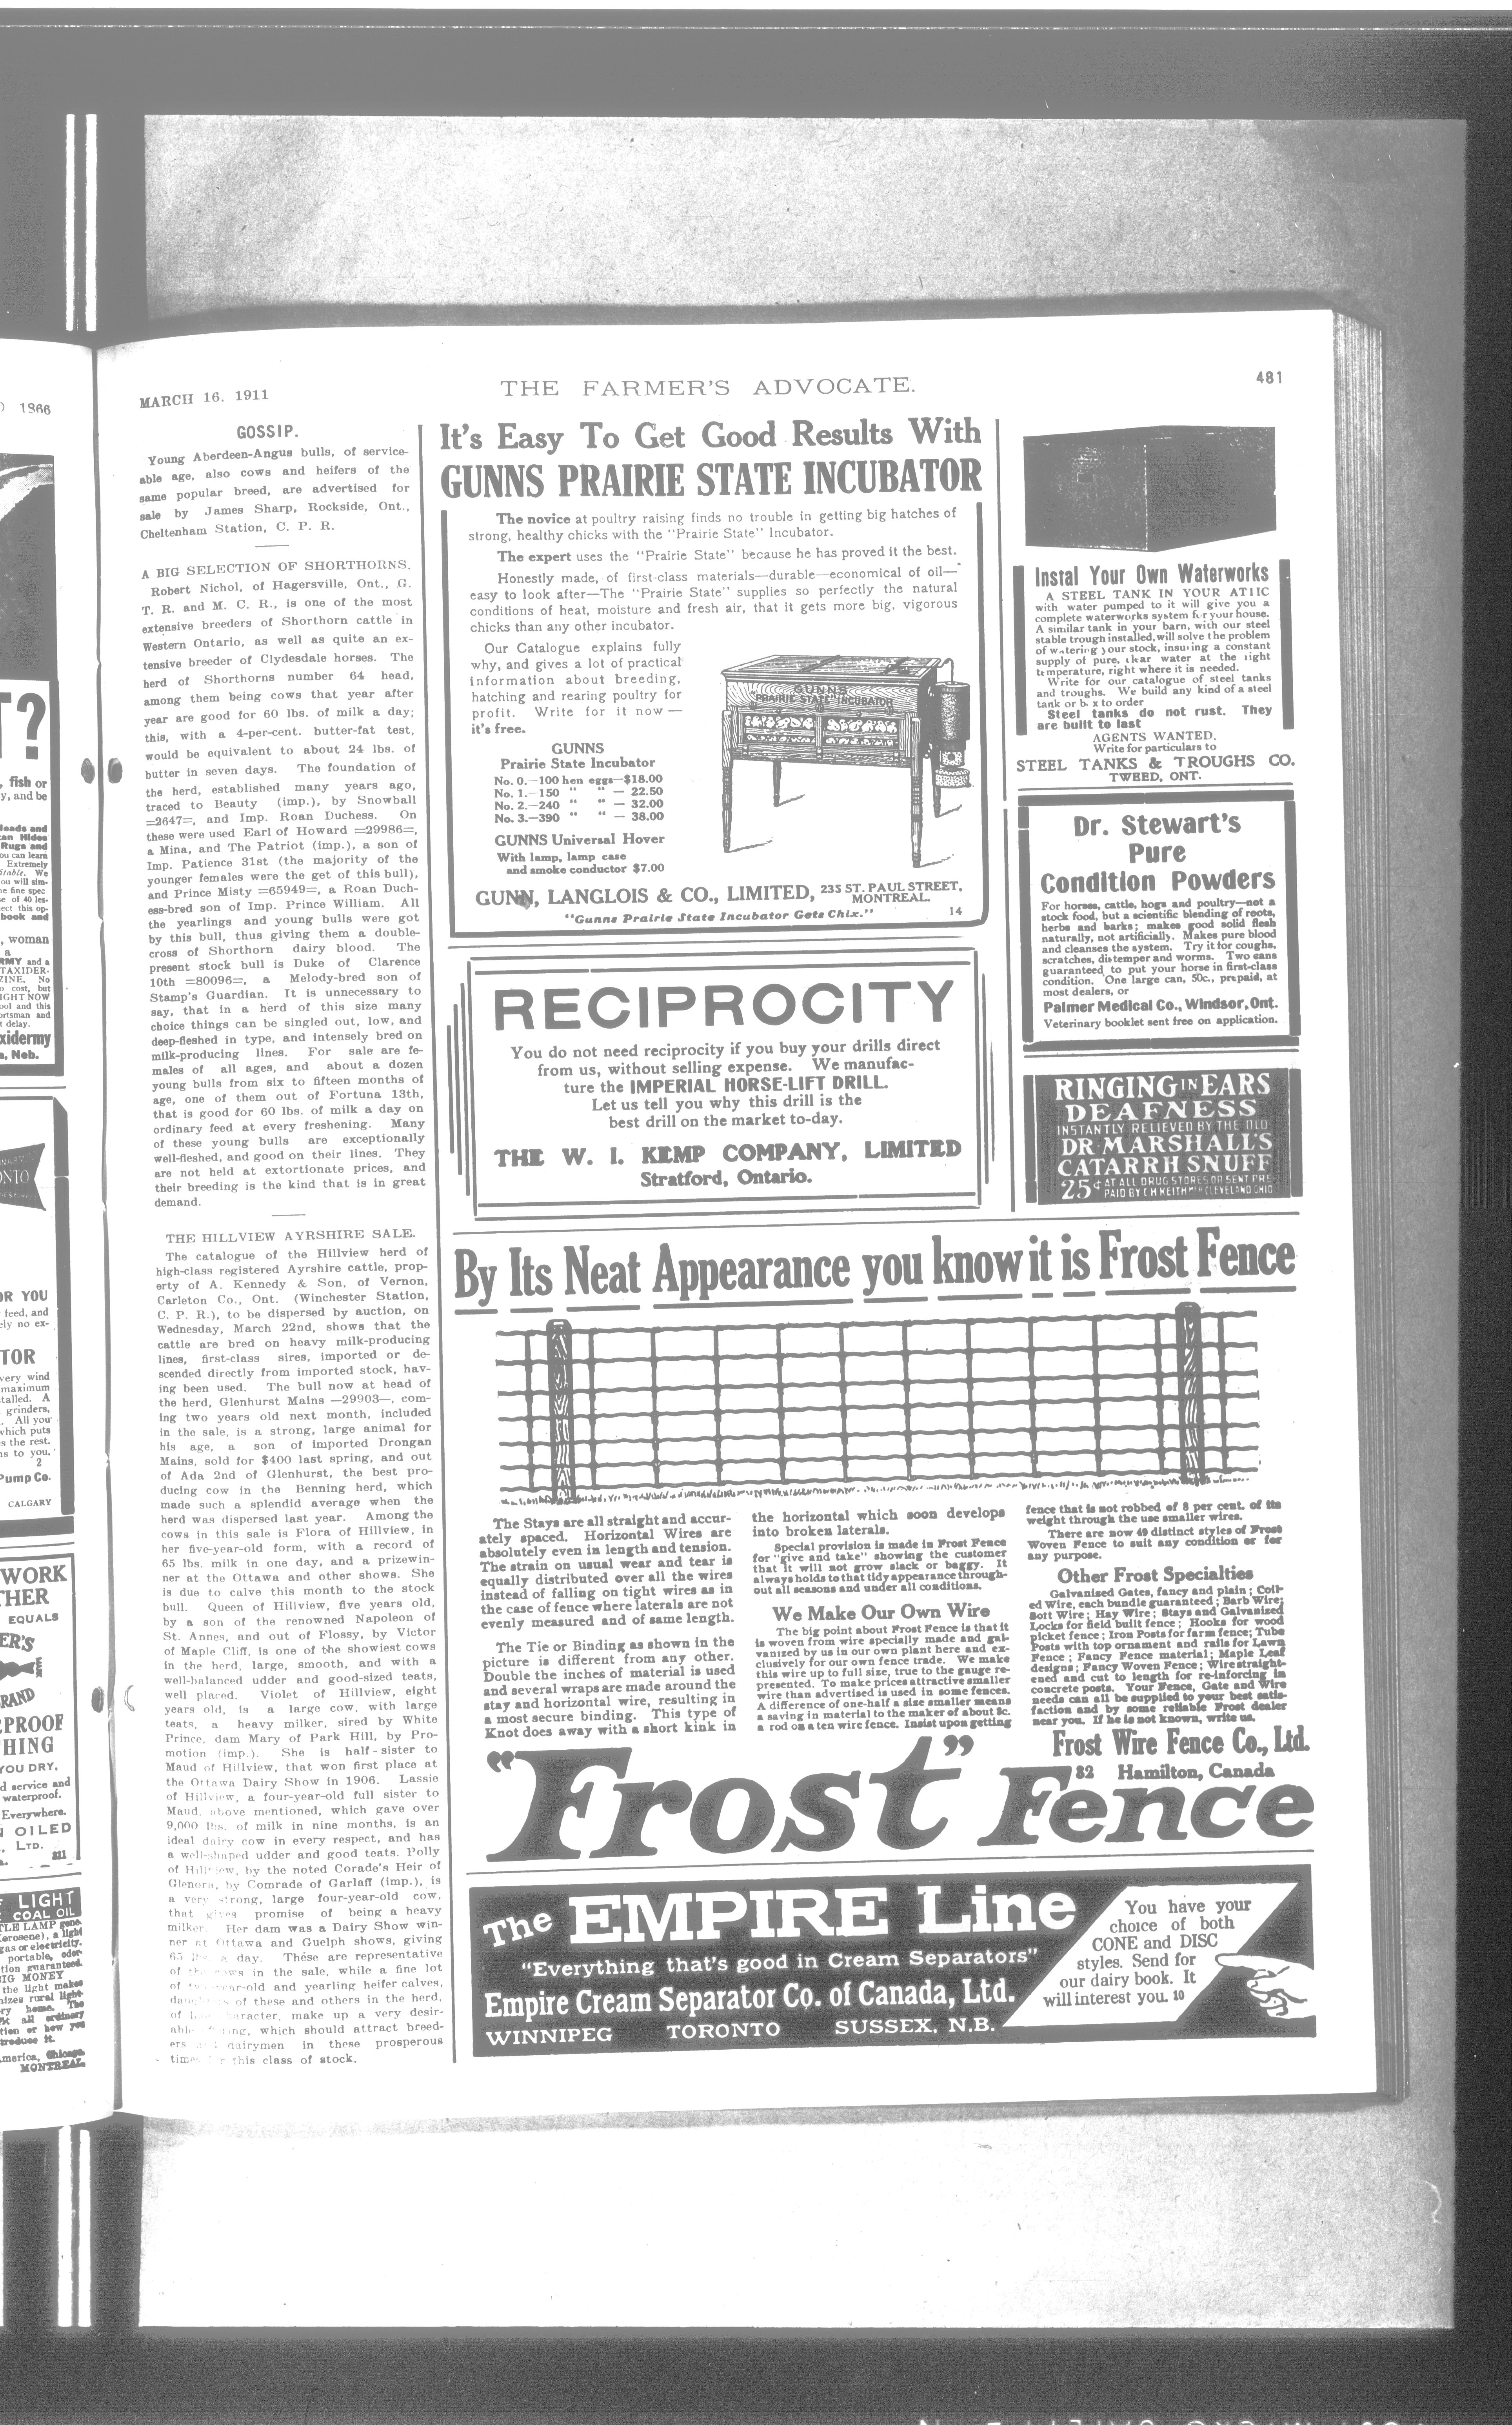 MARCH 16. 1911
THE FARMER'S ADVOCATE.
481
GOSSIP.
Young Aberdeen-Angus bulls, of service-
able age, also cows and heifers of the
same popular breed, are advertised for
sale by James Sharp, Rockside, Ont.,
Cheltenham Station, C. P. R.
A BIG SELECTION OF SHORTHORNS.
Robert Nichol, of Hagersville, Ont., G.
T. R. and M. C. R., is one of the most
extensive breeders of Shorthorn cattle in
Western Ontario, as well as quite an ex-
tensive breeder of Clydesdale horses. The
herd of Shorthorns number 64 head,
among them being cows that year after
year are good for 60 lbs. of milk a day;
this, with a 4-per-cent. butter-fat test,
would be equivalent to about 24 lbs. of
butter in seven days. The foundation of
the herd, established many years ago,
traced to Beauty (imp.), by Snowball
=2647=, and Imp. Roan Duchess. On
these were used Earl of Howard =29986=,
a Mina, and The Patriot (imp.), a son of
Imp. Patience 31st (the majority of the
younger females were the get of this bull),
and Prince Misty =65949=, a Roan Duch-
ess-bred son of Imp. Prince William. All
the yearlings and young bulls were got
by this bull, thus giving them a double-
cross of Shorthorn dairy blood. The
present stock bull is Duke of Clarence
10th =80096=, a Melody-bred son of
Stamp's Guardian. It is unnecessary to
say, that in a herd of this size many
choice things can be singled out, low, and
deep-fleshed in type, and intensely bred on
milk-producing lines. For sale are fe-
males of all ages, and about a dozen
young bulls from six to fifteen months of
age, one of them out of Fortuna 13th,
that is good for 60 lbs. of milk a day on
ordinary feed at every freshening. Many
of these young bulls are exceptionally
well-fleshed, and good on their lines. They
are not held at extortionate prices, and
their breeding is the kind that is in great
demand.
THE HILLVIEW AYRSHIRE SALE.
The catalogue of the Hillview herd of
high-class registered Ayrshire cattle, prop-
erty of A. Kennedy & Son, of Vernon,
Carleton Co., Ont. (Winchester Station,
C. P. R.), to be dispersed by auction, on
Wednesday, March 22nd, shows that the
cattle are bred on heavy milk-producing
lines, first-class sires, imported or de-
scended directly from imported stock, hav-
ing been used. The bull now at head of
the herd, Glenhurst Mains —29903—, com-
ing two years old next month, included
in the sale, is a strong, large animal for
his age, a son of imported Drongan
Mains, sold for $400 last spring, and out
of Ada 2nd of Glenhurst, the best pro-
ducing cow in the Benning herd, which
made such a splendid average when the
herd was dispersed last year. Among the
cows in this sale is Flora of Hillview, in
her five-year-old form, with a record of
65 lbs. milk in one day, and a prizewin-
ner at the Ottawa and other shows. She
is due to calve this month to the stock
bull. Queen of Hillview, five years old,
by a son of the renowned Napoleon of
St. Annes, and out of Flossy, by Victor
of Maple Cliff, is one of the showiest cows
in the herd, large, smooth, and with a
well-balanced udder and good-sized teats,
well placed. Violet of Hillview, eight
years old, is a large cow, with large
teats, a heavy milker, sired by White
Prince, dam Mary of Park Hill, by Pro-
motion (imp.). She is half-sister to
Maud of Hillview, that won first place at
the Ottawa Dairy Show in 1906. Lassie
of Hillview, a four-year-old full sister to
Maud, above mentioned, which gave over
9,000 lbs. of milk in nine months, is an
ideal dairy cow in every respect, and has
a well-shaped udder and good teats. Polly
of Hillview, by the noted Corade's Heir of
Glenora, by Comrade of Garlaff (imp.), is
a very strong, large four-year-old cow,
that gives promise of being a heavy
milker. Her dam was a Dairy Show win-
ner at Ottawa and Guelph shows, giving
65 lbs a day. These are representative
of the cows in the sale, while a fine lot
of year-old and yearling heifer calves,
of these and others in the herd,
of character, make up a very desir-
able which should attract breed-
ers dairymen in these prosperous
times this class of stock.
It's Easy To Get Good Results With
GUNNS PRAIRIE STATE INCUBATOR
The novice at poultry raising finds no trouble in getting big hatches of
strong, healthy chicks with the "Prairie State" Incubator.
The expert uses the "Prairie State" because he has proved it the best.
Honestly made, of first-class materials—durable—economical of oil—
easy to look after—The "Prairie State" supplies so perfectly the natural
conditions of heat, moisture and fresh air, that it gets more big, vigorous
chicks than any other incubator.
Our Catalogue explains fully
why, and gives a lot of practical
information about breeding,
hatching and rearing poultry for
profit. Write for it now —
it's free.
GUNNS
"PRAIRIE STATE" INCUBATOR
GUNNS
Prairie State Incubator
No. 0.—100 hen eggs—$18.00
No. 1.—150 " " — 22.50
No. 2.—240 " " — 32.00
No. 3.—390 " " — 38.00
GUNNS Universal Hover
With lamp, lamp case
and smoke conductor $7.00
GUNN, LANGLOIS & CO., LIMITED, 235 ST. PAUL STREET,
MONTREAL.
"Gunns Prairie State Incubator Gets Chix." 14
RECIPROCITY
You do not need reciprocity if you buy your drills direct
from us, without selling expense. We manufac-
ture the IMPERIAL HORSE-LIFT DRILL.
Let us tell you why this drill is the
best drill on the market to-day.
THE W. I. KEMP COMPANY, LIMITED
Stratford, Ontario.
Instal Your Own Waterworks
A STEEL TANK IN YOUR ATTIC
with water pumped to it will give you a
complete waterworks system for your house.
A similar tank in your barn, with our steel
stable trough installed, will solve the problem
of watering your stock, insuring a constant
supply of pure, clear water at the right
temperature, right where it is needed.
Write for our catalogue of steel tanks
and troughs. We build any kind of a steel
tank or box to order
Steel tanks do not rust. They
are built to last
AGENTS WANTED.
Write for particulars to
STEEL TANKS & TROUGHS CO.
TWEED, ONT.
Dr. Stewart's
Pure
Condition Powders
For horses, cattle, hogs and poultry—not a
stock food, but a scientific blending of roots,
herbs and barks; makes good solid flesh
naturally, not artificially. Makes pure blood
and cleanses the system. Try it for coughs,
scratches, distemper and worms. Two cans
guaranteed to put your horse in first-class
condition. One large can, 50c., prepaid, at
most dealers, or
Palmer Medical Co., Windsor, Ont.
Veterinary booklet sent free on application.
RINGING IN EARS
DEAFNESS
INSTANTLY RELIEVED BY THE OLD
DR. MARSHALL'S
CATARRH SNUFF
25¢ AT ALL DRUG STORES OR SENT PRE-
PAID BY C.H. KEITH CLEVELAND OHIO
By Its Neat Appearance you know it is Frost Fence
The Stays are all straight and accur-
ately spaced. Horizontal Wires are
absolutely even in length and tension.
The strain on usual wear and tear is
equally distributed over all the wires
instead of falling on tight wires as in
the case of fence where laterals are not
evenly measured and of same length.
The Tie or Binding as shown in the
picture is different from any other.
Double the inches of material is used
and several wraps are made around the
stay and horizontal wire, resulting in
a most secure binding. This type of
Knot does away with a short kink in
the horizontal which soon develops
into broken laterals.
Special provision is made in Frost Fence
for "give and take" showing the customer
that it will not grow slack or baggy. It
always holds to that tidy appearance through-
out all seasons and under all conditions.
We Make Our Own Wire
The big point about Frost Fence is that it
is woven from wire specially made and gal-
vanized by us in our own plant here and ex-
clusively for our own fence trade. We make
this wire up to full size, true to the gauge re-
presented. To make prices attractive smaller
wire than advertised is used in some fences.
A difference of one-half a size smaller means
a saving in material to the maker of about 3c.
a rod on a ten wire fence. Insist upon getting
fence that is not robbed of 8 per cent. of its
weight through the use smaller wires.
There are now 49 distinct styles of Frost
Woven Fence to suit any condition or for
any purpose.
Other Frost Specialties
Galvanised Gates, fancy and plain; Coil-
ed Wire, each bundle guaranteed; Barb Wire;
Soft Wire; Hay Wire; Stays and Galvanized
Locks for field built fence; Hooks for wood
picket fence; Iron Posts for farm fence; Tube
Posts with top ornament and rails for Lawn
Fence; Fancy Fence material; Maple Leaf
designs; Fancy Woven Fence; Wire straight-
ened and cut to length for re-inforcing in
concrete posts. Your Fence, Gate and Wire
needs can all be supplied to your best satis-
faction and by some reliable Frost dealer
near you. If he is not known, write us.
Frost Wire Fence Co., Ltd.
82 Hamilton, Canada
"Frost" Fence
The EMPIRE Line
"Everything that's good in Cream Separators"
Empire Cream Separator Co. of Canada, Ltd.
WINNIPEG TORONTO SUSSEX, N.B.
You have your
choice of both
CONE and DISC
styles. Send for
our dairy book. It
will interest you. 10